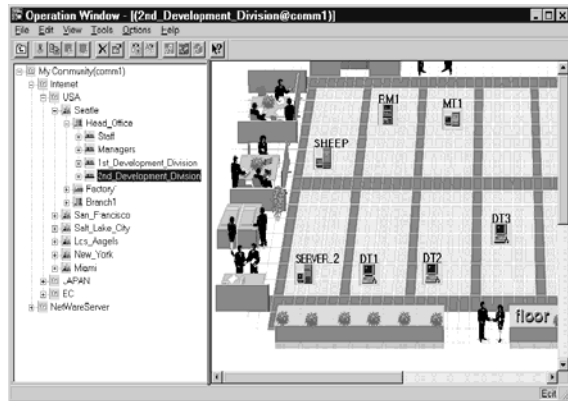 Operation Window - [(2nd_Development_Division@comm1)]
File Edit View Tools Options Help
My Community(comm1)
Internet
USA
Seatle
Head_Office
Staff
Managers
1st_Development_Division
2nd_Development_Division
Factory
Branch1
San_Francisco
Salt_Lake_City
Los_Angels
New_York
Miami
JAPAN
EC
NetWareServer
RM1
MT1
SHEEP
DT3
SERVER_2
DT1
DT2
floor